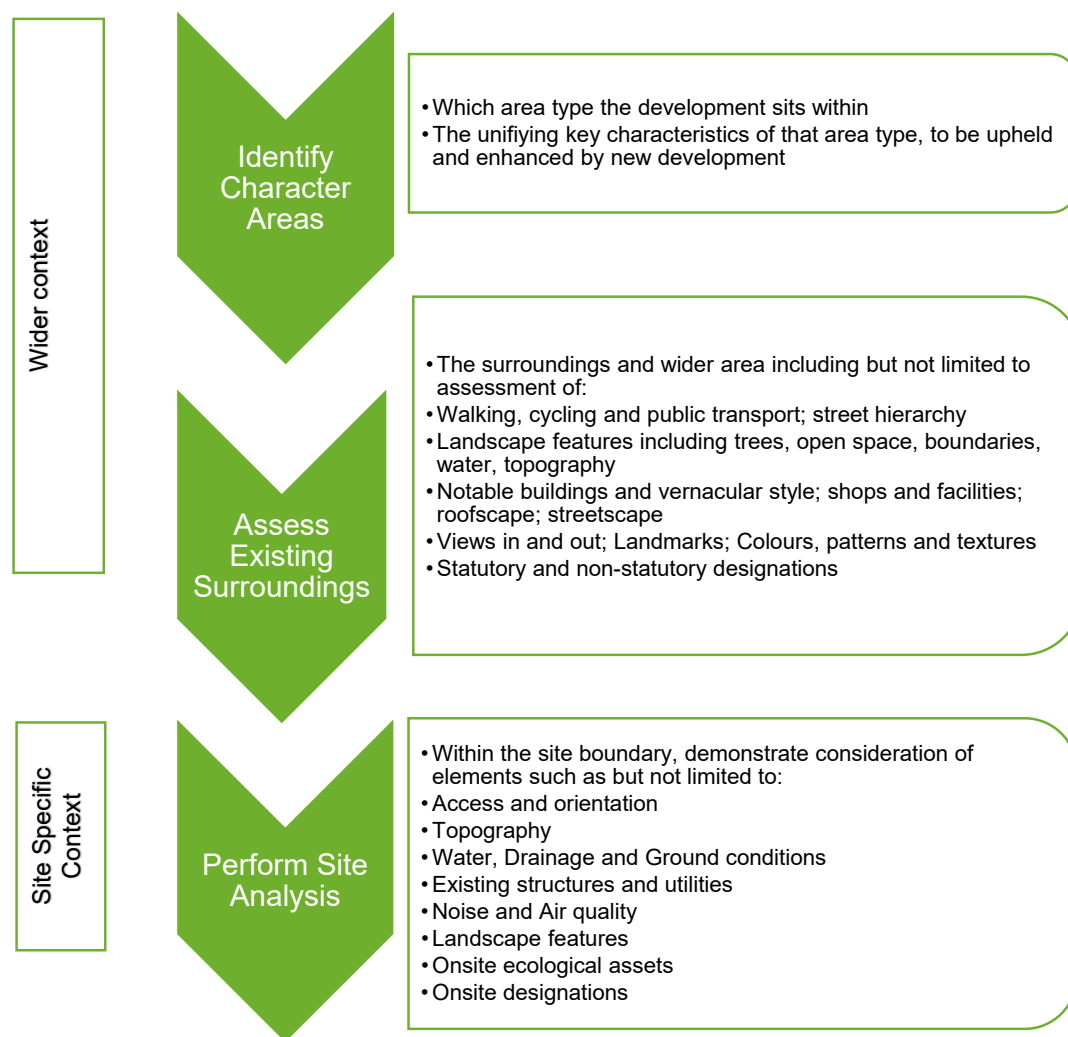 Wider context
Identify
Character
Areas
•Which area type the development sits within
•The unifiying key characteristics of that area type, to be upheld
and enhanced by new development
Assess
Existing
Surroundings
•The surroundings and wider area including but not limited to
assessment of:
•Walking, cycling and public transport; street hierarchy
•Landscape features including trees, open space, boundaries,
water, topography
•Notable buildings and vernacular style; shops and facilities;
roofscape; streetscape
•Views in and out; Landmarks; Colours, patterns and textures
•Statutory and non-statutory designations
Site Specific
Context
Perform Site
Analysis
•Within the site boundary, demonstrate consideration of
elements such as but not limited to:
•Access and orientation
•Topography
•Water, Drainage and Ground conditions
•Existing structures and utilities
•Noise and Air quality
•Landscape features
•Onsite ecological assets
•Onsite designations